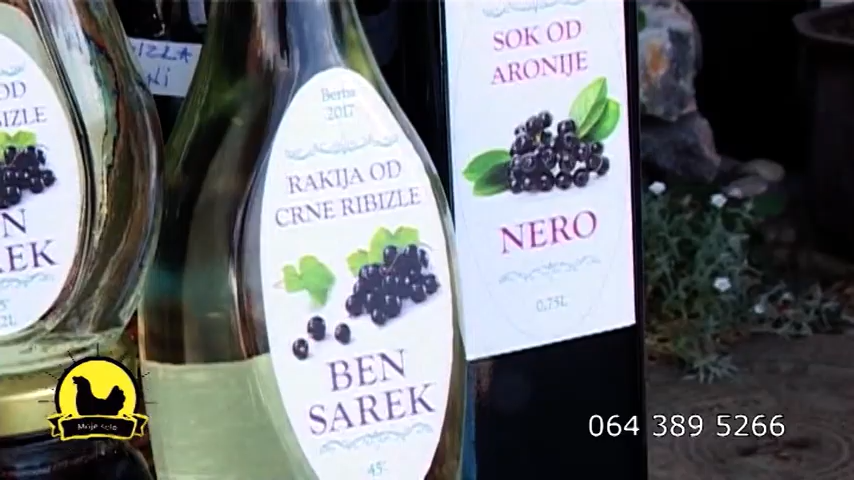 OD
BIZLE
EN
AREK
Berba
2017
RAKIJA OD
CRNE RIBIZLE
BEN
SAREK
45°
SOK OD
ARONIJE
NERO
0,75L
064 389 5266